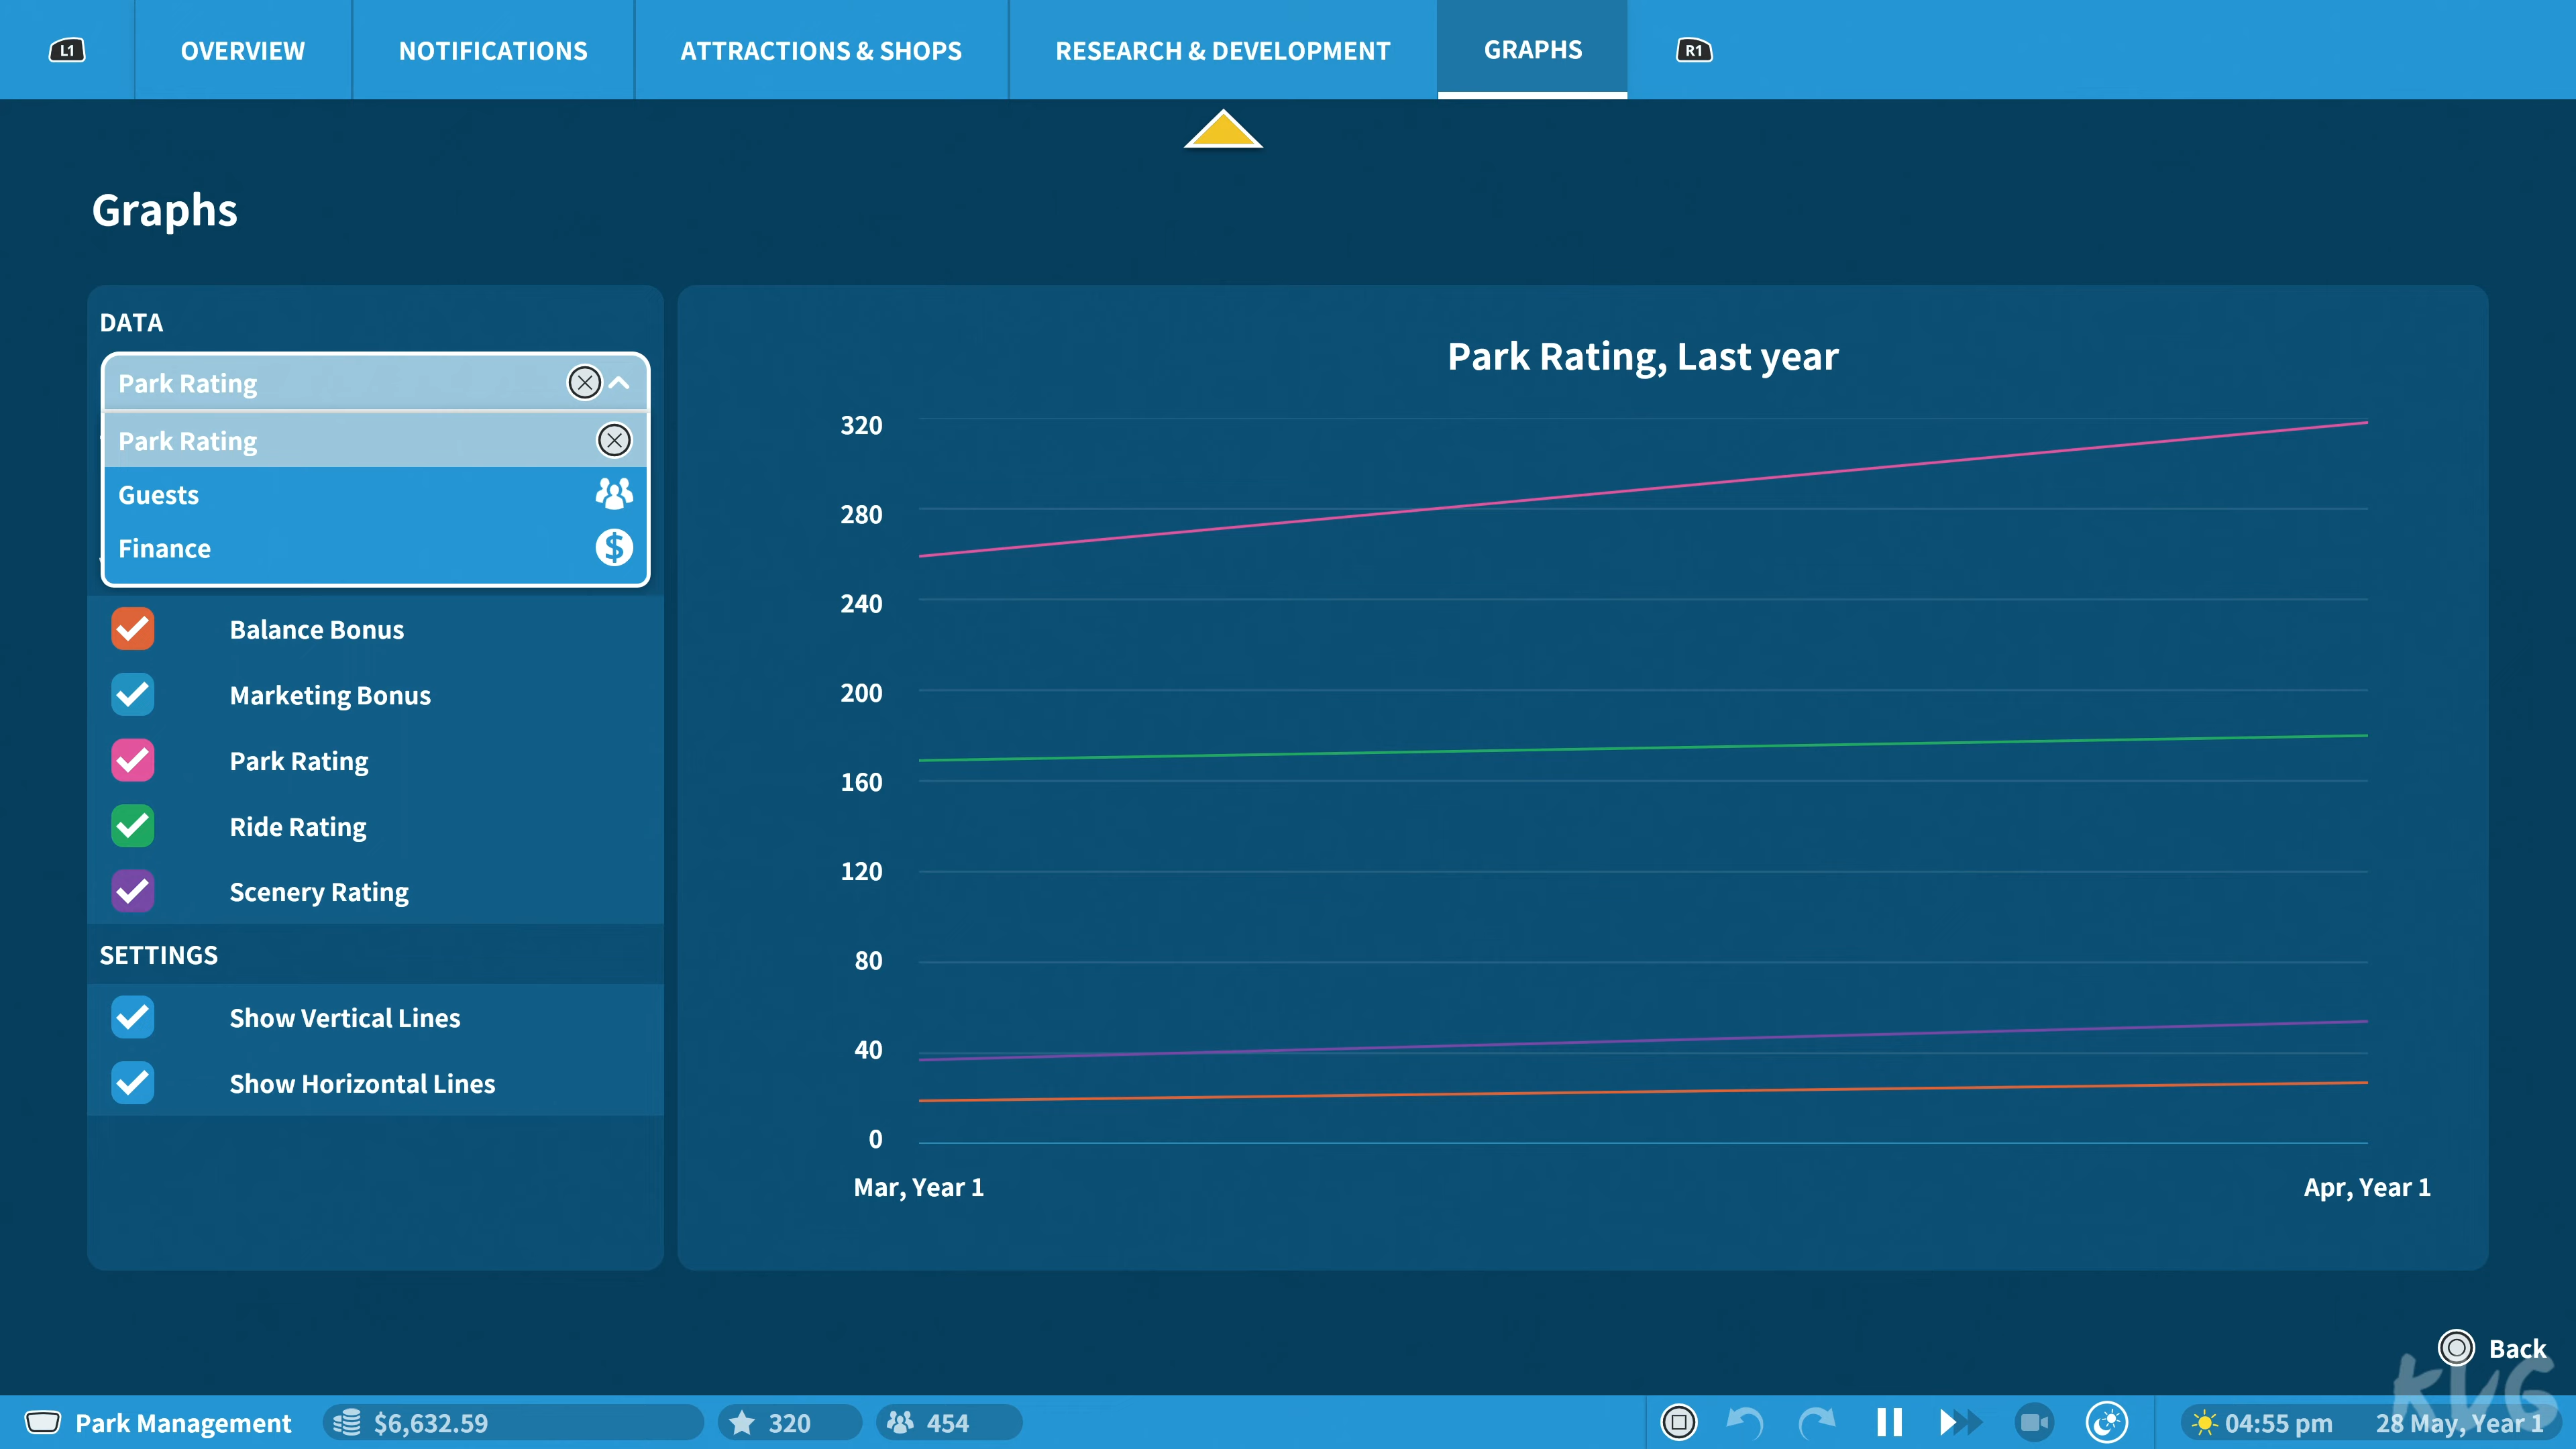 L1 OVERVIEW NOTIFICATIONS ATTRACTIONS & SHOPS RESEARCH & DEVELOPMENT GRAPHS R1
Graphs
DATA
Park Rating
Park Rating
Guests
Finance
Balance Bonus
Marketing Bonus
Park Rating
Ride Rating
Scenery Rating
SETTINGS
Show Vertical Lines
Show Horizontal Lines
Park Rating, Last year
320
280
240
200
160
120
80
40
0
Mar, Year 1 Apr, Year 1
Back
KVG
Park Management $6,632.59 320 454 04:55 pm 28 May, Year 1